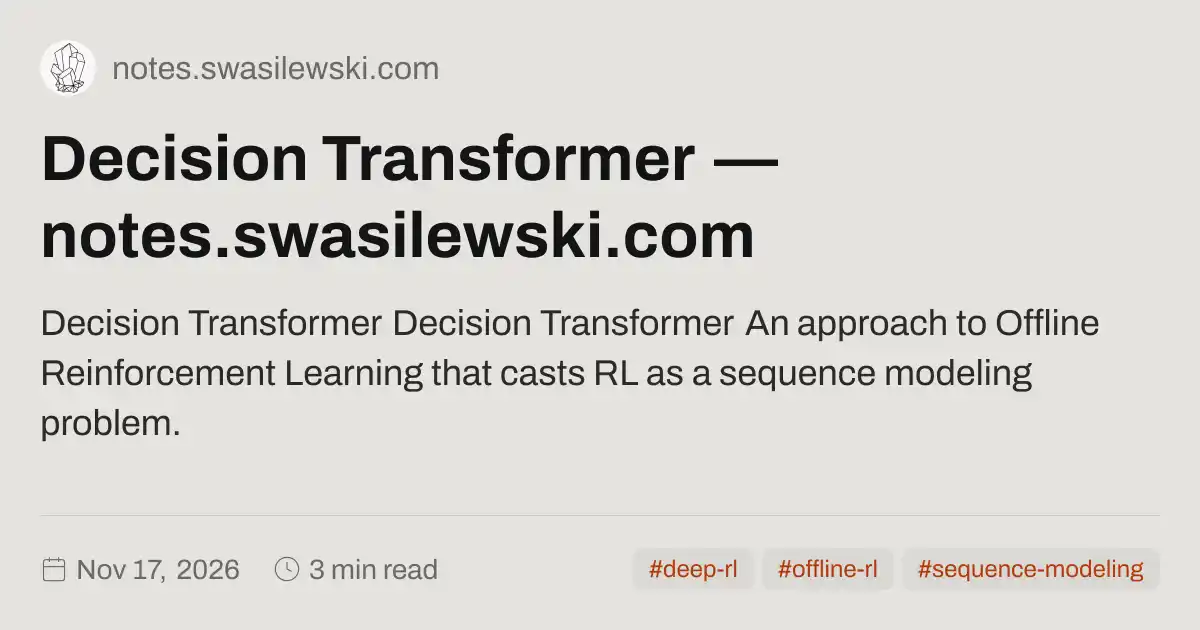 notes.swasilewski.com
Decision Transformer —
notes.swasilewski.com
Decision Transformer Decision Transformer An approach to Offline
Reinforcement Learning that casts RL as a sequence modeling
problem.
Nov 17, 2026 3 min read #deep-rl #offline-rl #sequence-modeling